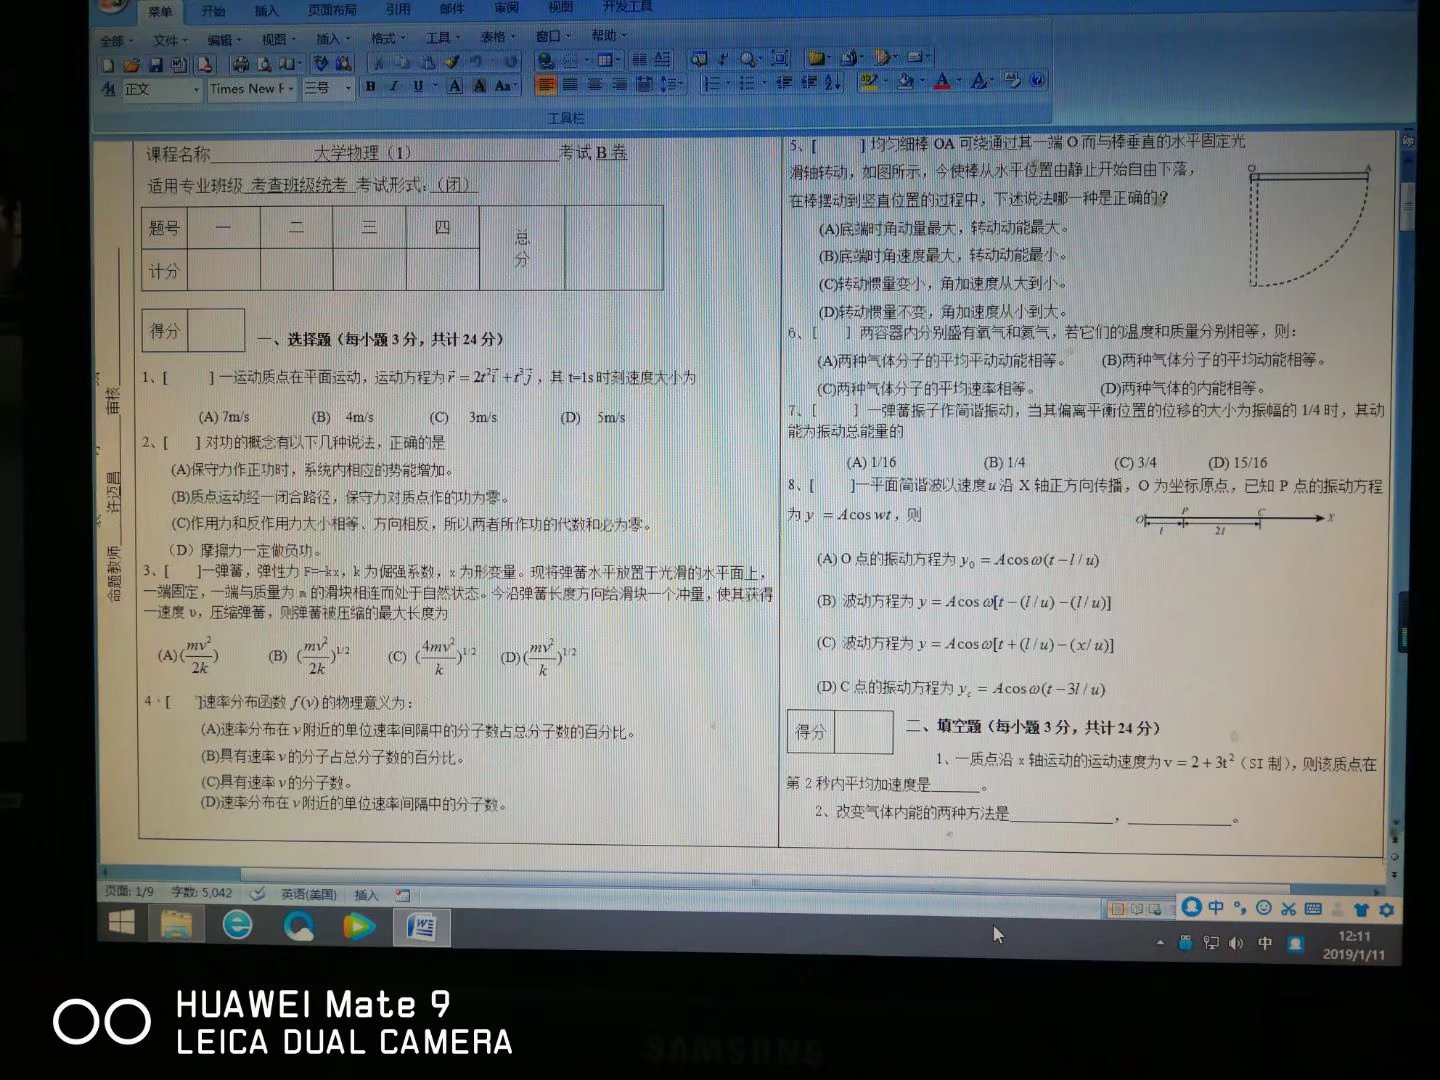 菜单 开始 插入 页面布局 引用 邮件 审阅 视图 开发工具
全部 文件 编辑 视图 插入 格式 工具 表格 窗口 帮助
正文 Times New F 三号 B I U A A Aa
工具栏
课程名称 大学物理（1） 考试 B 卷
适用专业班级 考查班级统考 考试形式：（闭）
题号 一 二 三 四 总分
计分
得分
一、选择题（每小题 3 分，共计 24 分）
1、[ ] 一运动质点在平面运动，运动方程为 r⃗ = 2t²i⃗ + t³j⃗，其 t=1s 时刻速度大小为
(A) 7m/s (B) 4m/s (C) 3m/s (D) 5m/s
2、[ ] 对功的概念有以下几种说法，正确的是
(A)保守力作正功时，系统内相应的势能增加。
(B)质点运动经一闭合路径，保守力对质点作的功为零。
(C)作用力和反作用力大小相等、方向相反，所以两者所作功的代数和必为零。
（D）摩擦力一定做负功。
3、[ ]一弹簧，弹性力 F=-kx，k 为倔强系数，x 为形变量。现将弹簧水平放置于光滑的水平面上，
一端固定，一端与质量为 m 的滑块相连而处于自然状态。今沿弹簧长度方向给滑块一个冲量，使其获得
一速度 υ，压缩弹簧，则弹簧被压缩的最大长度为
(A) (mv²/2k) (B) (mv²/2k)^1/2 (C) (4mv²/k)^1/2 (D) (mv²/k)^1/2
4、[ ]速率分布函数 f(v) 的物理意义为：
(A)速率分布在 v 附近的单位速率间隔中的分子数占总分子数的百分比。
(B)具有速率 v 的分子占总分子数的百分比。
(C)具有速率 v 的分子数。
(D)速率分布在 v 附近的单位速率间隔中的分子数。
命题教师 许迈昌 审核
5、[ ] 均匀细棒 OA 可绕通过其一端 O 而与棒垂直的水平固定光
滑轴转动，如图所示，今使棒从水平位置由静止开始自由下落，
在棒摆动到竖直位置的过程中，下述说法哪一种是正确的？
(A)底端时角动量最大，转动动能最大。
(B)底端时角速度最大，转动动能最小。
(C)转动惯量变小，角加速度从大到小。
(D)转动惯量不变，角加速度从小到大。
O A
6、[ ] 两容器内分别盛有氧气和氦气，若它们的温度和质量分别相等，则：
(A)两种气体分子的平均平动动能相等。 (B)两种气体分子的平均动能相等。
(C)两种气体分子的平均速率相等。 (D)两种气体的内能相等。
7、[ ] 一弹簧振子作简谐振动，当其偏离平衡位置的位移的大小为振幅的 1/4 时，其动
能为振动总能量的
(A) 1/16 (B) 1/4 (C) 3/4 (D) 15/16
8、[ ]一平面简谐波以速度 u 沿 X 轴正方向传播，O 为坐标原点，已知 P 点的振动方程
为 y = Acos wt，则
O P C x
l 2l
(A) O 点的振动方程为 y₀ = Acos ω(t − l / u)
(B) 波动方程为 y = Acos ω[t − (l / u) − (l / u)]
(C) 波动方程为 y = Acos ω[t + (l / u) − (x / u)]
(D) C 点的振动方程为 y_c = Acos ω(t − 3l / u)
得分
二、填空题（每小题 3 分，共计 24 分）
1、一质点沿 x 轴运动的运动速度为 v = 2 + 3t²（SI 制），则该质点在
第 2 秒内平均加速度是______。
2、改变气体内能的两种方法是____________，____________。
页面: 1/9 字数: 5,042 英语(美国) 插入
中
中
12:11
2019/1/11
HUAWEI Mate 9
LEICA DUAL CAMERA
SAMSUNG